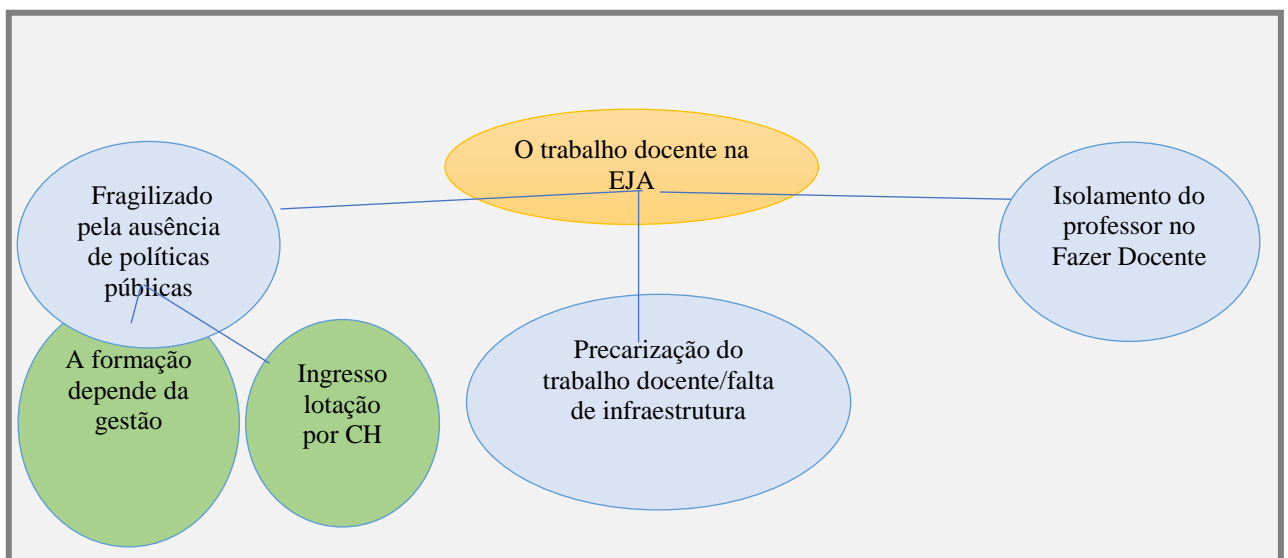 O trabalho docente na
EJA
Fragilizado
pela ausência
de políticas
públicas
Isolamento do
professor no
Fazer Docente
A formação
depende da
gestão
Ingresso
lotação
por CH
Precarização do
trabalho docente/falta
de infraestrutura